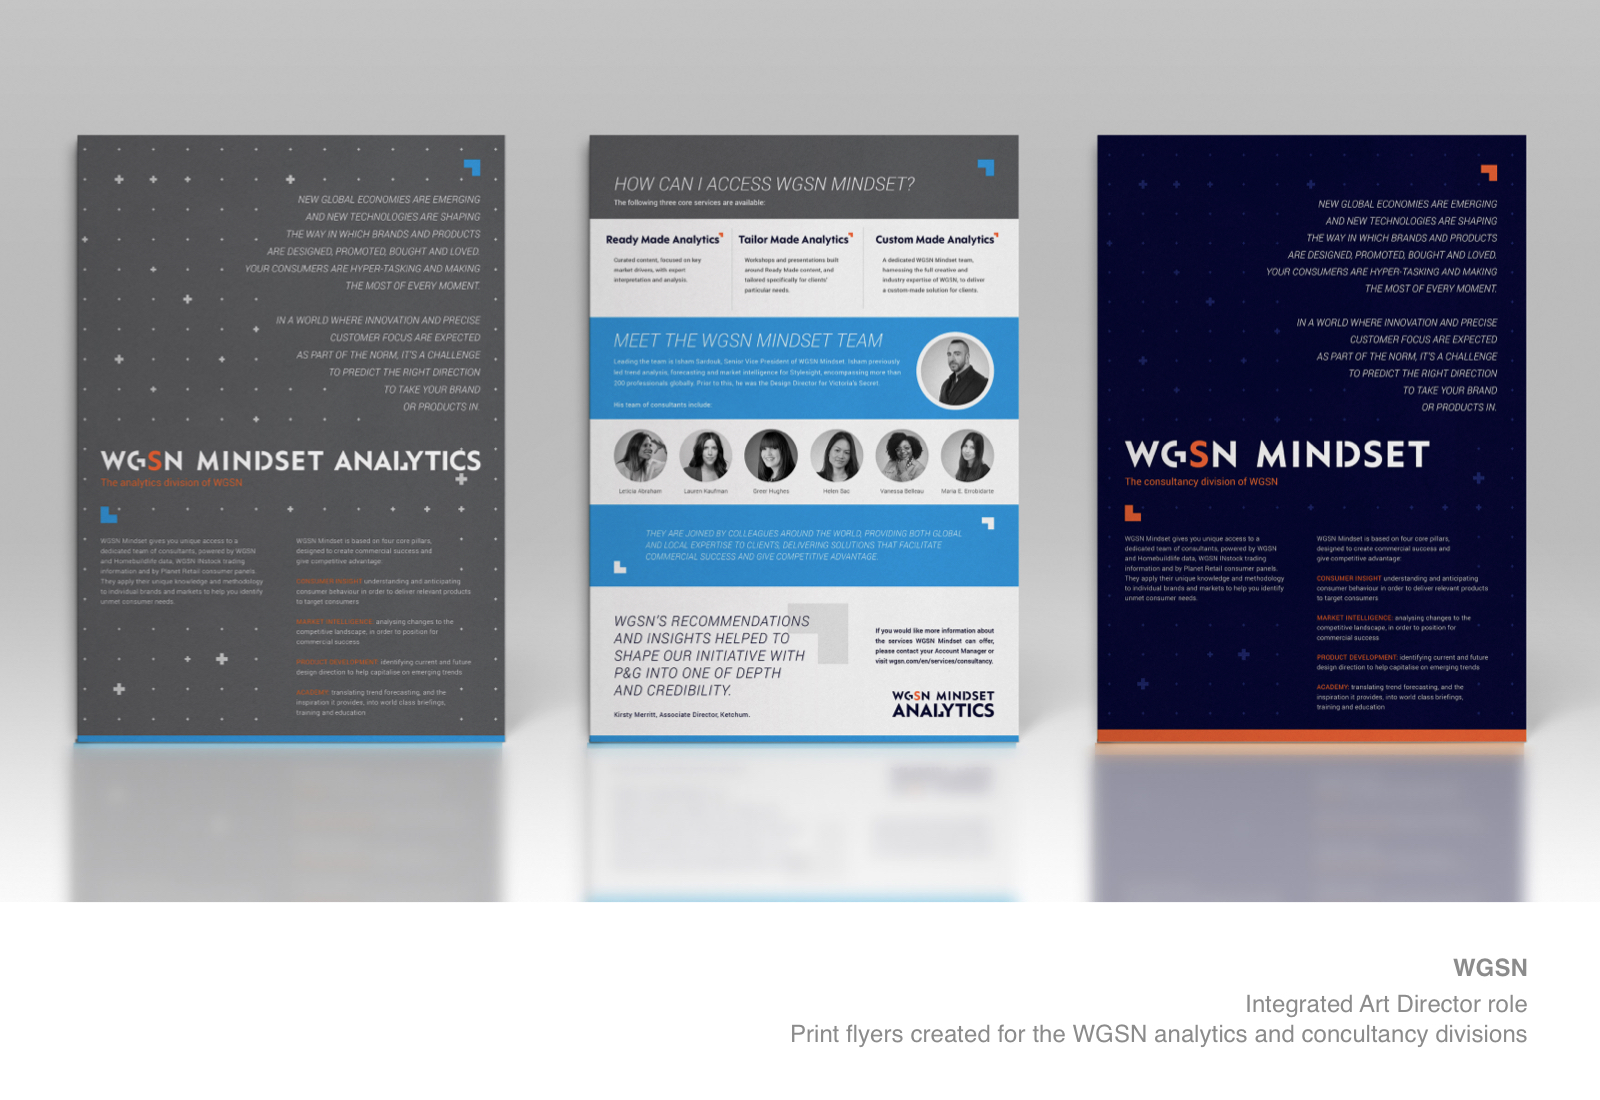 NEW GLOBAL ECONOMIES ARE EMERGING
AND NEW TECHNOLOGIES ARE SHAPING
THE WAY IN WHICH BRANDS AND PRODUCTS
ARE DESIGNED, PROMOTED, BOUGHT AND LOVED.
YOUR CONSUMERS ARE HYPER-TASKING AND MAKING
THE MOST OF EVERY MOMENT.
IN A WORLD WHERE INNOVATION AND PRECISE
CUSTOMER FOCUS ARE EXPECTED
AS PART OF THE NORM, IT'S A CHALLENGE
TO PREDICT THE RIGHT DIRECTION
TO TAKE YOUR BRAND
OR PRODUCTS IN.
WGSN MINDSET ANALYTICS
The analytics division of WGSN
WGSN Mindset gives you unique access to a
dedicated team of consultants, powered by WGSN
and Homebuildlife data, WGSN INstock trading
information and by Planet Retail consumer panels.
They apply their unique knowledge and methodology
to individual brands and markets to help you identify
unmet consumer needs.
WGSN Mindset is based on four core pillars,
designed to create commercial success and
give competitive advantage:
CONSUMER INSIGHT understanding and anticipating
consumer behaviour in order to deliver relevant products
to target consumers
MARKET INTELLIGENCE: analysing changes to the
competitive landscape, in order to position for
commercial success
PRODUCT DEVELOPMENT: identifying current and future
design direction to help capitalise on emerging trends
ACADEMY: translating trend forecasting, and the
inspiration it provides, into world class briefings,
training and education
HOW CAN I ACCESS WGSN MINDSET?
The following three core services are available:
Ready Made Analytics
Curated content, focused on key
market drivers, with expert
interpretation and analysis.
Tailor Made Analytics
Workshops and presentations built
around Ready Made content, and
tailored specifically for clients'
particular needs.
Custom Made Analytics
A dedicated WGSN Mindset team,
harnessing the full creative and
industry expertise of WGSN, to deliver
a custom-made solution for clients.
MEET THE WGSN MINDSET TEAM
Leading the team is Isham Sardouk, Senior Vice President of WGSN Mindset. Isham previously
led trend analysis, forecasting and market intelligence for Stylesight, encompassing more than
200 professionals globally. Prior to this, he was the Design Director for Victoria's Secret.
His team of consultants include:
Leticia Abraham
Lauren Kaufman
Greer Hughes
Helen Sac
Vanessa Belleau
Maria E. Errobidarte
THEY ARE JOINED BY COLLEAGUES AROUND THE WORLD, PROVIDING BOTH GLOBAL
AND LOCAL EXPERTISE TO CLIENTS, DELIVERING SOLUTIONS THAT FACILITATE
COMMERCIAL SUCCESS AND GIVE COMPETITIVE ADVANTAGE.
WGSN'S RECOMMENDATIONS
AND INSIGHTS HELPED TO
SHAPE OUR INITIATIVE WITH
P&G INTO ONE OF DEPTH
AND CREDIBILITY.
Kirsty Merritt, Associate Director, Ketchum.
If you would like more information about
the services WGSN Mindset can offer,
please contact your Account Manager or
visit wgsn.com/en/services/consultancy.
WGSN MINDSET
ANALYTICS
NEW GLOBAL ECONOMIES ARE EMERGING
AND NEW TECHNOLOGIES ARE SHAPING
THE WAY IN WHICH BRANDS AND PRODUCTS
ARE DESIGNED, PROMOTED, BOUGHT AND LOVED.
YOUR CONSUMERS ARE HYPER-TASKING AND MAKING
THE MOST OF EVERY MOMENT.
IN A WORLD WHERE INNOVATION AND PRECISE
CUSTOMER FOCUS ARE EXPECTED
AS PART OF THE NORM, IT'S A CHALLENGE
TO PREDICT THE RIGHT DIRECTION
TO TAKE YOUR BRAND
OR PRODUCTS IN.
WGSN MINDSET
The consultancy division of WGSN
WGSN Mindset gives you unique access to a
dedicated team of consultants, powered by WGSN
and Homebuildlife data, WGSN INstock trading
information and by Planet Retail consumer panels.
They apply their unique knowledge and methodology
to individual brands and markets to help you identify
unmet consumer needs.
WGSN Mindset is based on four core pillars,
designed to create commercial success and
give competitive advantage:
CONSUMER INSIGHT understanding and anticipating
consumer behaviour in order to deliver relevant products
to target consumers
MARKET INTELLIGENCE: analysing changes to the
competitive landscape, in order to position for
commercial success
PRODUCT DEVELOPMENT: identifying current and future
design direction to help capitalise on emerging trends
ACADEMY: translating trend forecasting, and the
inspiration it provides, into world class briefings,
training and education
WGSN
Integrated Art Director role
Print flyers created for the WGSN analytics and concultancy divisions